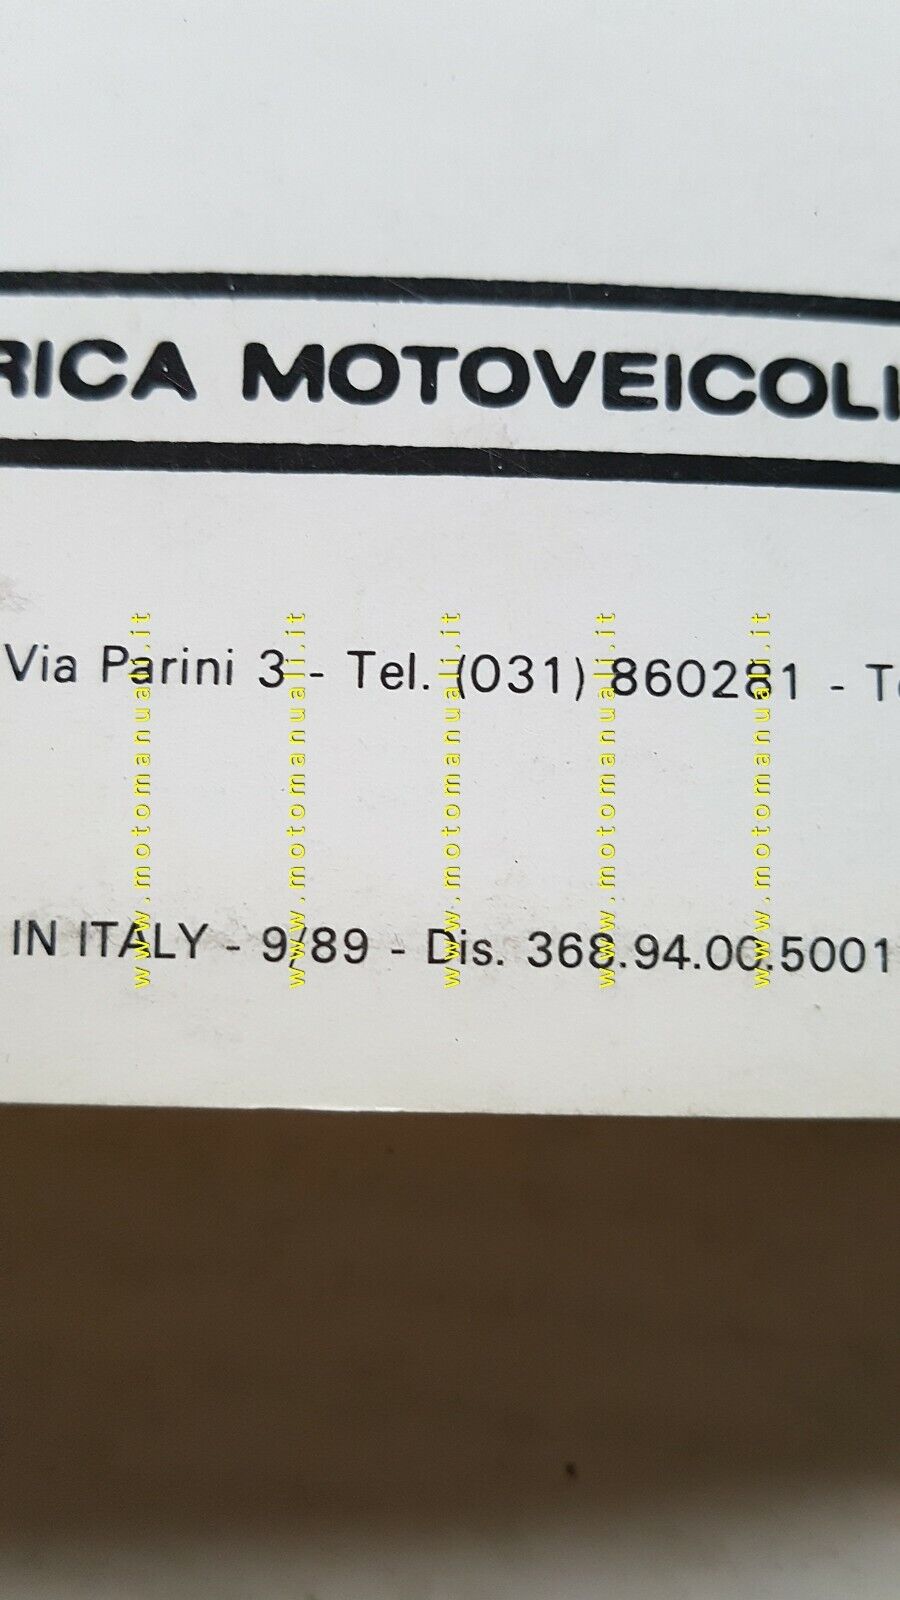 RICA MOTOVEICOLI
Via Parini 3 - Tel. (031) 860281 - Te
IN ITALY - 9/89 - Dis. 368.94.00.5001
www.motomanuali.it
www.motomanuali.it
www.motomanuali.it
www.motomanuali.it
www.motomanuali.it